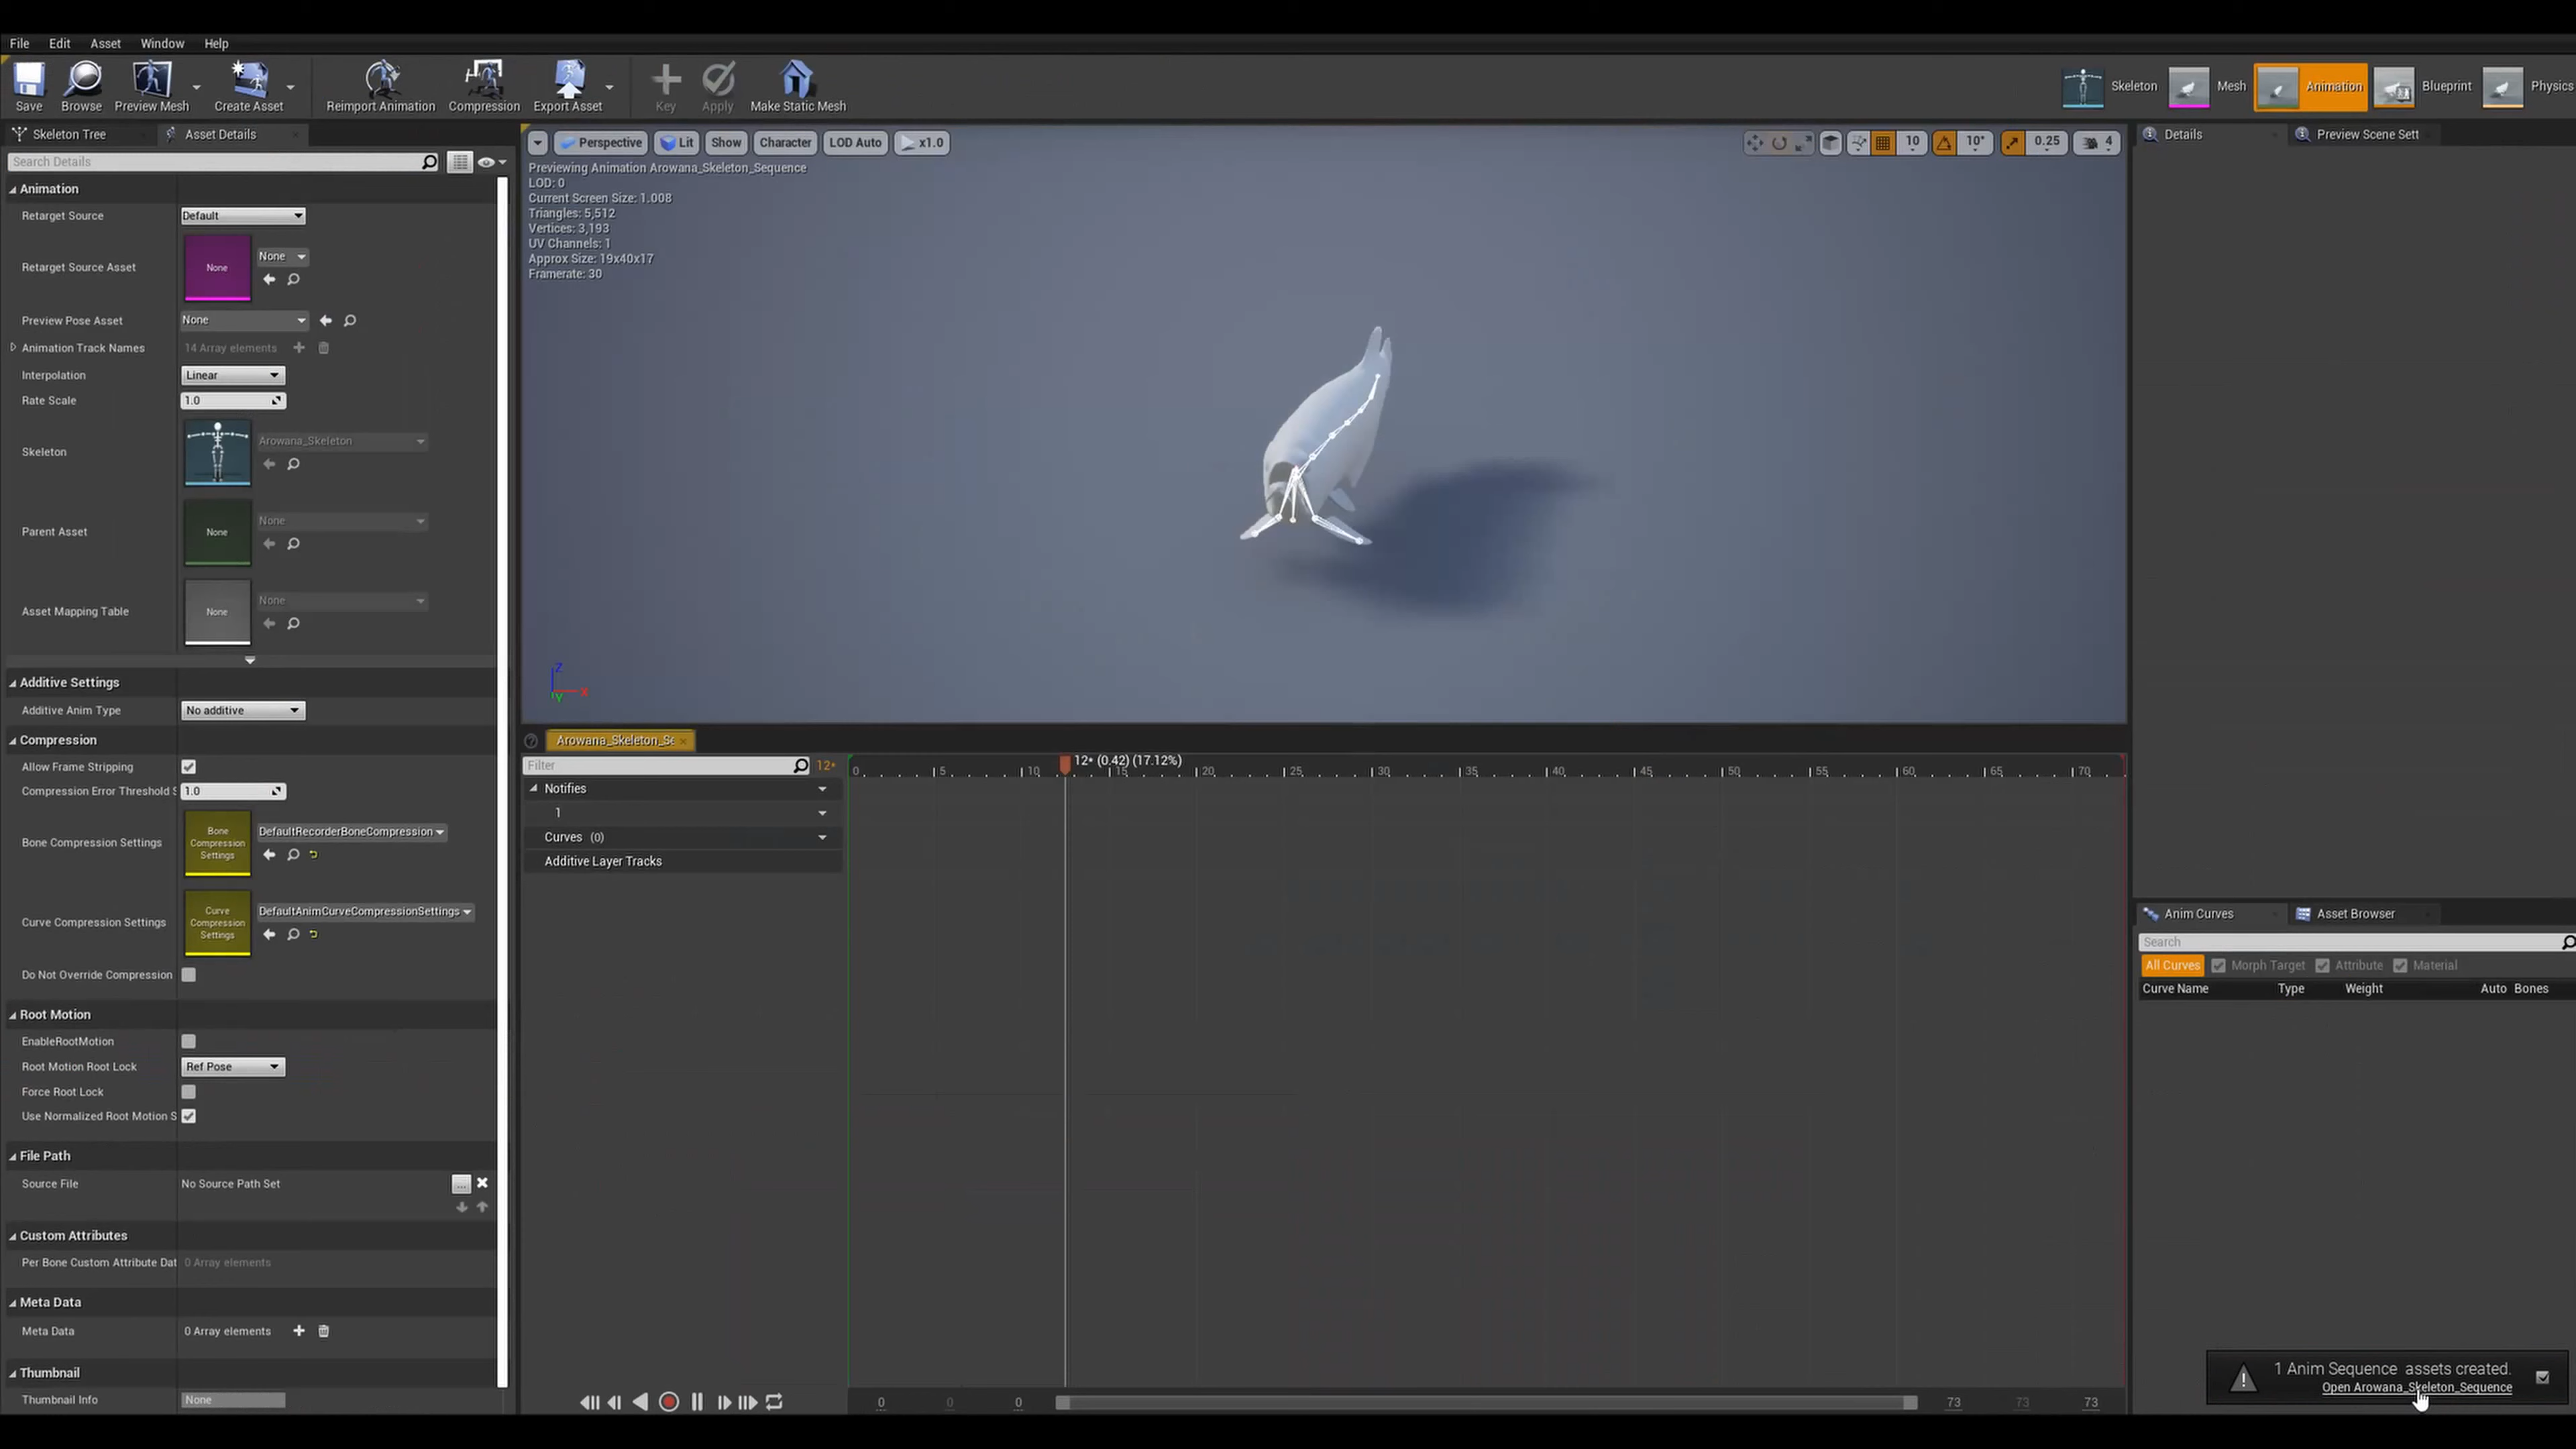 File Edit Asset Window Help
Save Browse Preview Mesh Create Asset Reimport Animation Compression Export Asset Key Apply Make Static Mesh
Skeleton Mesh Animation Blueprint Physics
Skeleton Tree Asset Details
Search Details
Animation
Retarget Source Default
Retarget Source Asset None None
Preview Pose Asset None
Animation Track Names 14 Array elements
Interpolation Linear
Rate Scale 1.0
Skeleton Arowana_Skeleton
Parent Asset None None
Asset Mapping Table None None
Additive Settings
Additive Anim Type No additive
Compression
Allow Frame Stripping
Compression Error Threshold S 1.0
Bone Compression Settings Bone Compression Settings DefaultRecorderBoneCompression
Curve Compression Settings Curve Compression Settings DefaultAnimCurveCompressionSettings
Do Not Override Compression
Root Motion
EnableRootMotion
Root Motion Root Lock Ref Pose
Force Root Lock
Use Normalized Root Motion S
File Path
Source File No Source Path Set ...
Custom Attributes
Per Bone Custom Attribute Dat 0 Array elements
Meta Data
Meta Data 0 Array elements
Thumbnail
Thumbnail Info None
Perspective Lit Show Character LOD Auto x1.0
10 10° 0.25 4
Previewing Animation Arowana_Skeleton_Sequence
LOD: 0
Current Screen Size: 1.008
Triangles: 5,512
Vertices: 3,193
UV Channels: 1
Approx Size: 19x40x17
Framerate: 30
Z
X
Y
Arowana_Skeleton_Se
Filter 12*
12* (0.42) (17.12%)
0 5 10 15 20 25 30 35 40 45 50 55 60 65 70
Notifies
1
Curves (0)
Additive Layer Tracks
0 0 0 73 73 73
Details Preview Scene Sett
Anim Curves Asset Browser
Search
All Curves Morph Target Attribute Material
Curve Name Type Weight Auto Bones
1 Anim Sequence assets created.
Open Arowana_Skeleton_Sequence